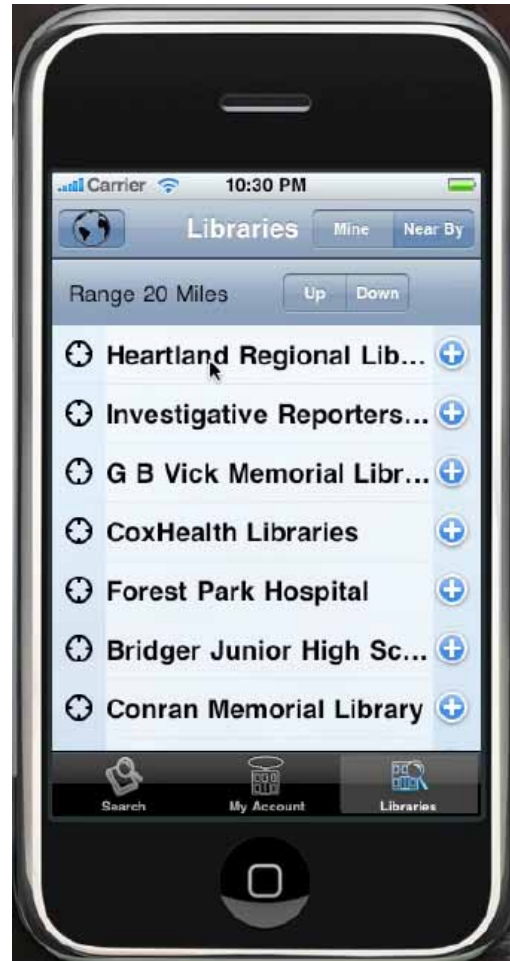 Carrier 10:30 PM
Libraries Mine Near By
Range 20 Miles Up Down
Heartland Regional Lib...
Investigative Reporters...
G B Vick Memorial Libr...
CoxHealth Libraries
Forest Park Hospital
Bridger Junior High Sc...
Conran Memorial Library
Search My Account Libraries